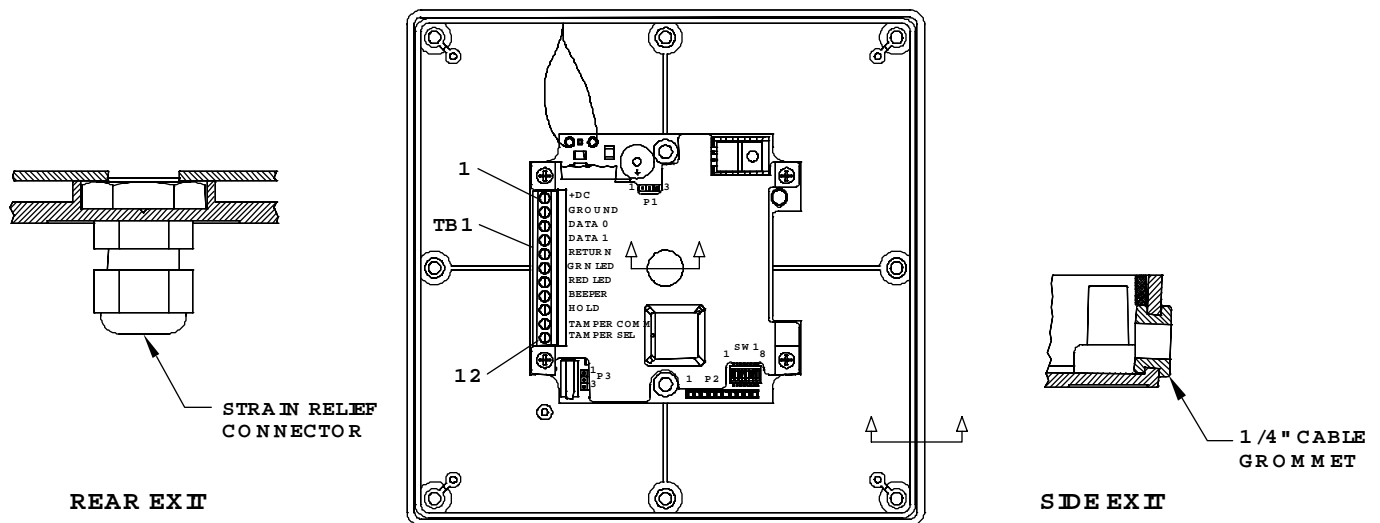 1
TB1
12
+DC
GROUND
DATA 0
DATA 1
RETURN
GRN LED
RED LED
BEEPER
HOLD
TAMPER COMM
TAMPER SEL
1 3
P1
SW1
1 8
1 P2
1
P3
3
STRAIN RELIEF
CONNECTOR
REAR EXIT
1/4" CABLE
GROMMET
SIDE EXIT